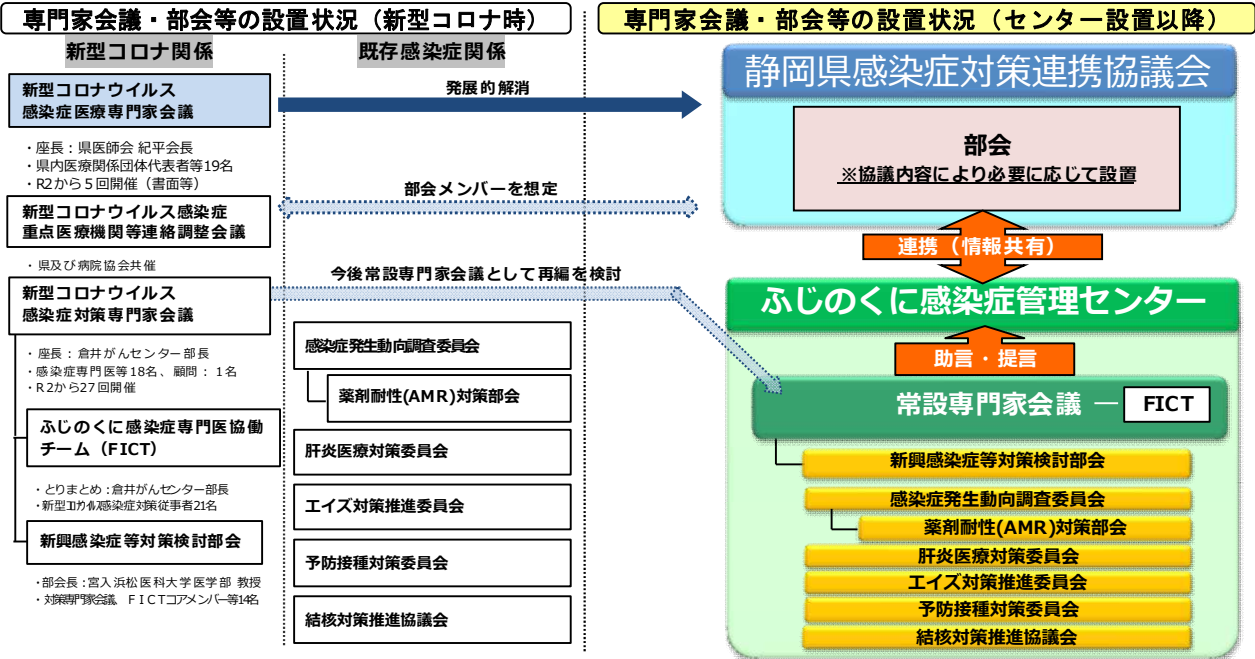 専門家会議・部会等の設置状況（新型コロナ時）
専門家会議・部会等の設置状況（センター設置以降）
新型コロナ関係
既存感染症関係
新型コロナウイルス
感染症医療専門家会議
・座長：県医師会 紀平会長
・県内医療関係団体代表者等19名
・R2から５回開催（書面等）
新型コロナウイルス感染症
重点医療機関等連絡調整会議
・県及び病院協会共催
新型コロナウイルス
感染症対策専門家会議
・座長：倉井がんセンター部長
・感染症専門医等18名、顧問：１名
・R2から27回開催
ふじのくに感染症専門医協働
チーム（FICT）
・とりまとめ：倉井がんセンター部長
・新型コロナウイルス感染症対策従事者21名
新興感染症等対策検討部会
・部会長：宮入浜松医科大学医学部 教授
・対策専門家会議、ＦＩＣＴコアメンバー等14名
発展的解消
部会メンバーを想定
今後常設専門家会議として再編を検討
感染症発生動向調査委員会
薬剤耐性(AMR)対策部会
肝炎医療対策委員会
エイズ対策推進委員会
予防接種対策委員会
結核対策推進協議会
静岡県感染症対策連携協議会
部会
※協議内容により必要に応じて設置
連携（情報共有）
ふじのくに感染症管理センター
助言・提言
常設専門家会議 ― FICT
新興感染症等対策検討部会
感染症発生動向調査委員会
薬剤耐性(AMR)対策部会
肝炎医療対策委員会
エイズ対策推進委員会
予防接種対策委員会
結核対策推進協議会